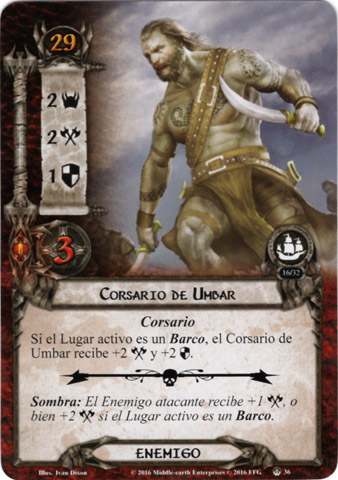 29
2
2
1
3
16/32
CORSARIO DE UMBAR
Corsario
Si el Lugar activo es un Barco, el Corsario de
Umbar recibe +2 y +2.
Sombra: El Enemigo atacante recibe +1, o
bien +2 si el Lugar activo es un Barco.
ENEMIGO
Illus. Ivan Dixon
© 2016 Middle-earth Enterprises © 2016 FFG
36